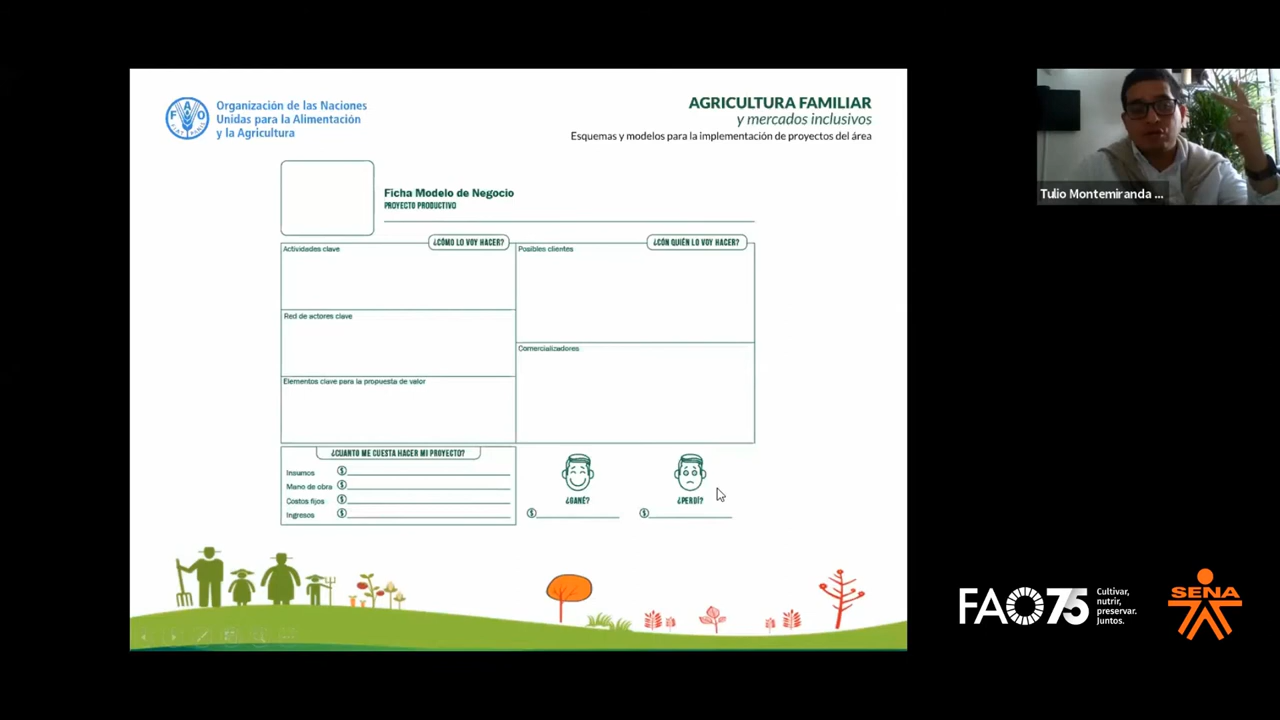 FAO
FIAT PANIS
Organización de las Naciones
Unidas para la Alimentación
y la Agricultura
AGRICULTURA FAMILIAR
y mercados inclusivos
Esquemas y modelos para la implementación de proyectos del área
Tulio Montemiranda ...
Ficha Modelo de Negocio
PROYECTO PRODUCTIVO
¿CÓMO LO VOY HACER?
¿CÓN QUIÉN LO VOY HACER?
Actividades clave
Posibles clientes
Red de actores clave
Comercializadores
Elementos clave para la propuesta de valor
¿CUANTO ME CUESTA HACER MI PROYECTO?
Insumos $
Mano de obra $
Costos fijos $
Ingresos $
¿GANÉ?
$
¿PERDÍ?
$
FAO75
Cultivar,
nutrir,
preservar.
Juntos.
SENA